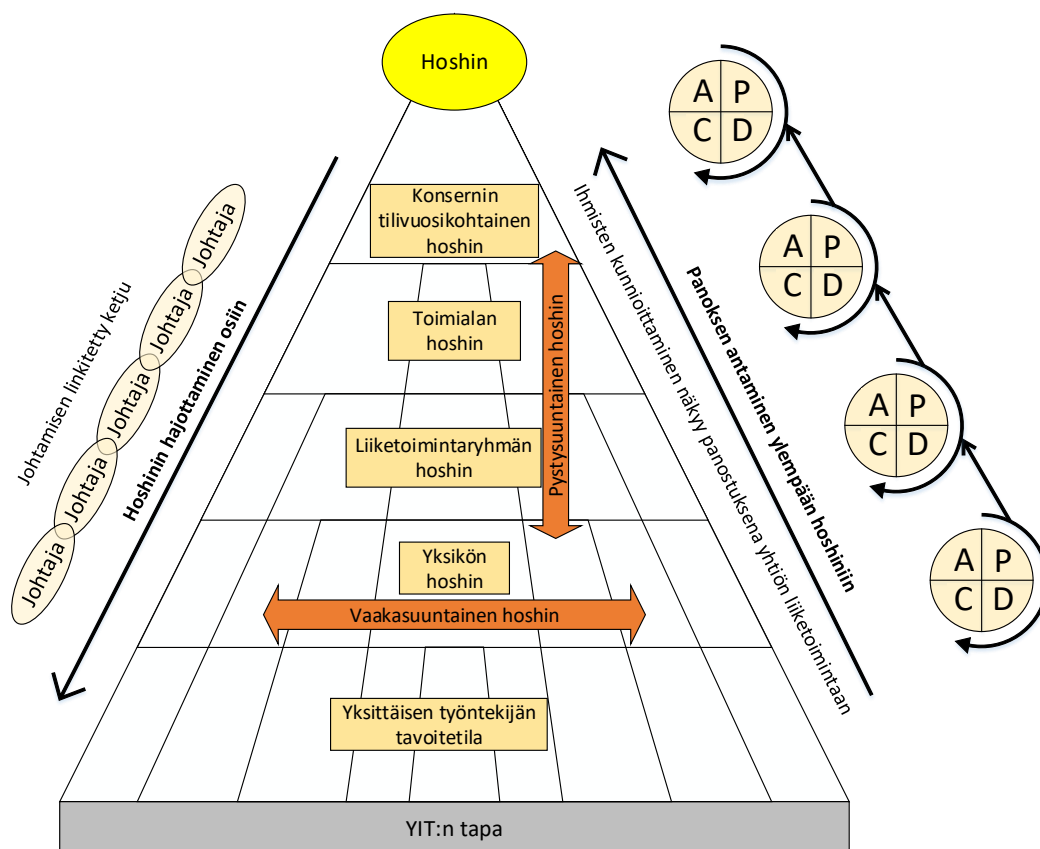 Hoshin
Konsernin
tilivuosikohtainen
hoshin
Toimialan
hoshin
Liiketoimintaryhmän
hoshin
Yksikön
hoshin
Pystysuuntainen hoshin
Vaakasuuntainen hoshin
Yksittäisen työntekijän
tavoitetila
YIT:n tapa
Johtamisen linkitetty ketju
Johtaja
Johtaja
Johtaja
Johtaja
Johtaja
Hoshinin hajottaminen osiin
Ihmisten kunnioittaminen näkyy panostuksena yhtiön liiketoimintaan
Panoksen antaminen ylempään hoshiniin
A P
C D
A P
C D
A P
C D
A P
C D